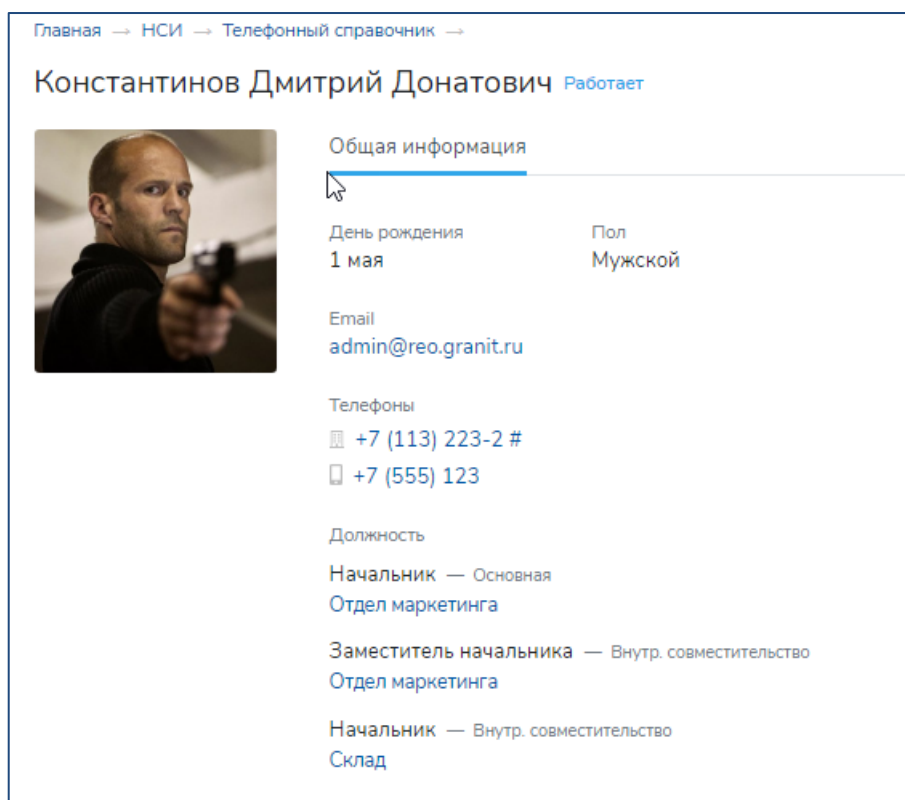 Главная → НСИ → Телефонный справочник →
Константинов Дмитрий Донатович Работает
Общая информация
День рождения Пол
1 мая Мужской
Email
admin@reo.granit.ru
Телефоны
+7 (113) 223-2 #
+7 (555) 123
Должность
Начальник — Основная
Отдел маркетинга
Заместитель начальника — Внутр. совместительство
Отдел маркетинга
Начальник — Внутр. совместительство
Склад